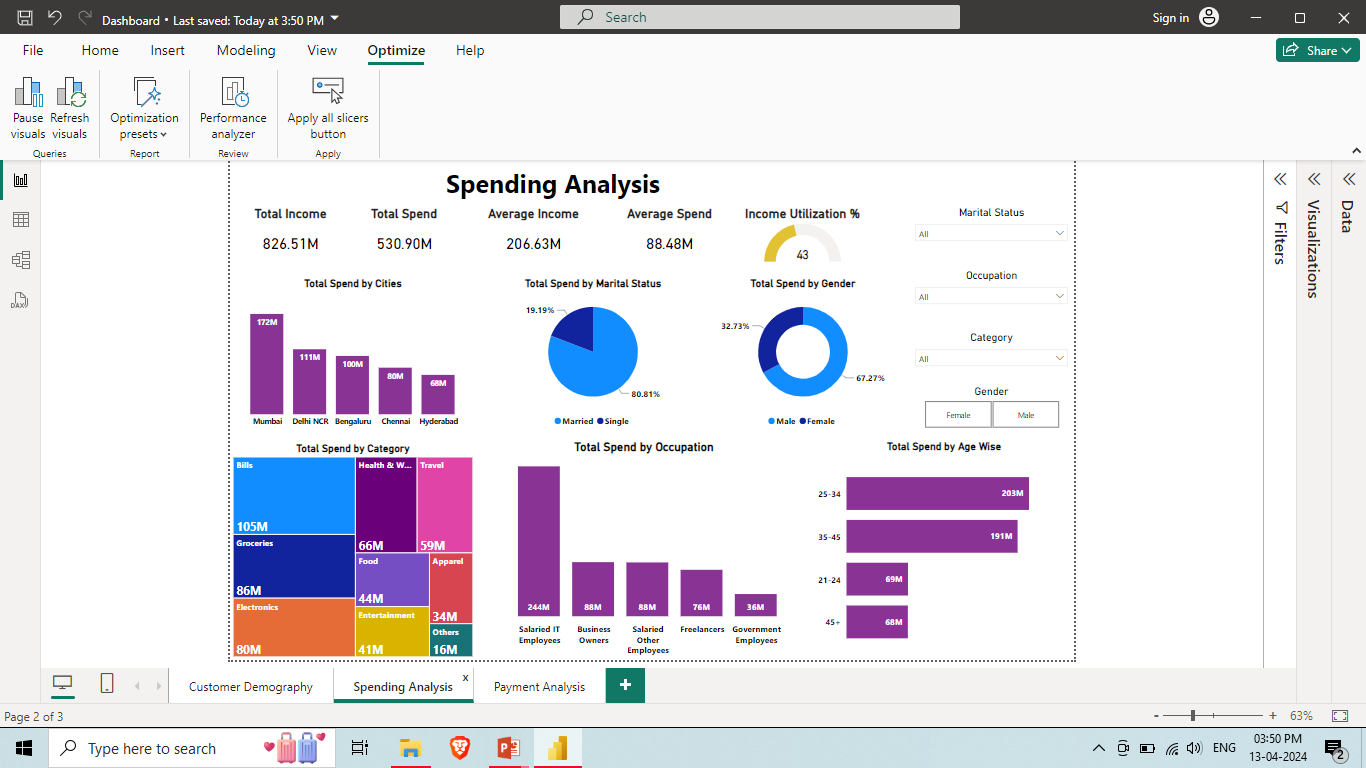 Dashboard • Last saved: Today at 3:50 PM
Search
Sign in
File Home Insert Modeling View Optimize Help
Share
Pause visuals
Refresh visuals
Optimization presets
Performance analyzer
Apply all slicers button
Queries Report Review Apply
Spending Analysis
Total Income Total Spend Average Income Average Spend Income Utilization %
826.51M 530.90M 206.63M 88.48M 43
Marital Status
All
Occupation
All
Category
All
Gender
Female Male
Total Spend by Cities
172M 111M 100M 80M 68M
Mumbai Delhi NCR Bengaluru Chennai Hyderabad
Total Spend by Marital Status
19.19%
80.81%
Married Single
Total Spend by Gender
32.73%
67.27%
Male Female
Total Spend by Category
Bills
105M
Groceries
86M
Electronics
80M
Health & W...
66M
Travel
59M
Food
44M
Entertainment
41M
Apparel
34M
Others
16M
Total Spend by Occupation
244M 88M 88M 76M 36M
Salaried IT Employees
Business Owners
Salaried Other Employees
Freelancers
Government Employees
Total Spend by Age Wise
25-34 203M
35-45 191M
21-24 69M
45+ 68M
Filters
Visualizations
Data
DAX
Customer Demography
Spending Analysis x
Payment Analysis
+
Page 2 of 3
- + 63%
Type here to search
ENG
03:50 PM
13-04-2024
2